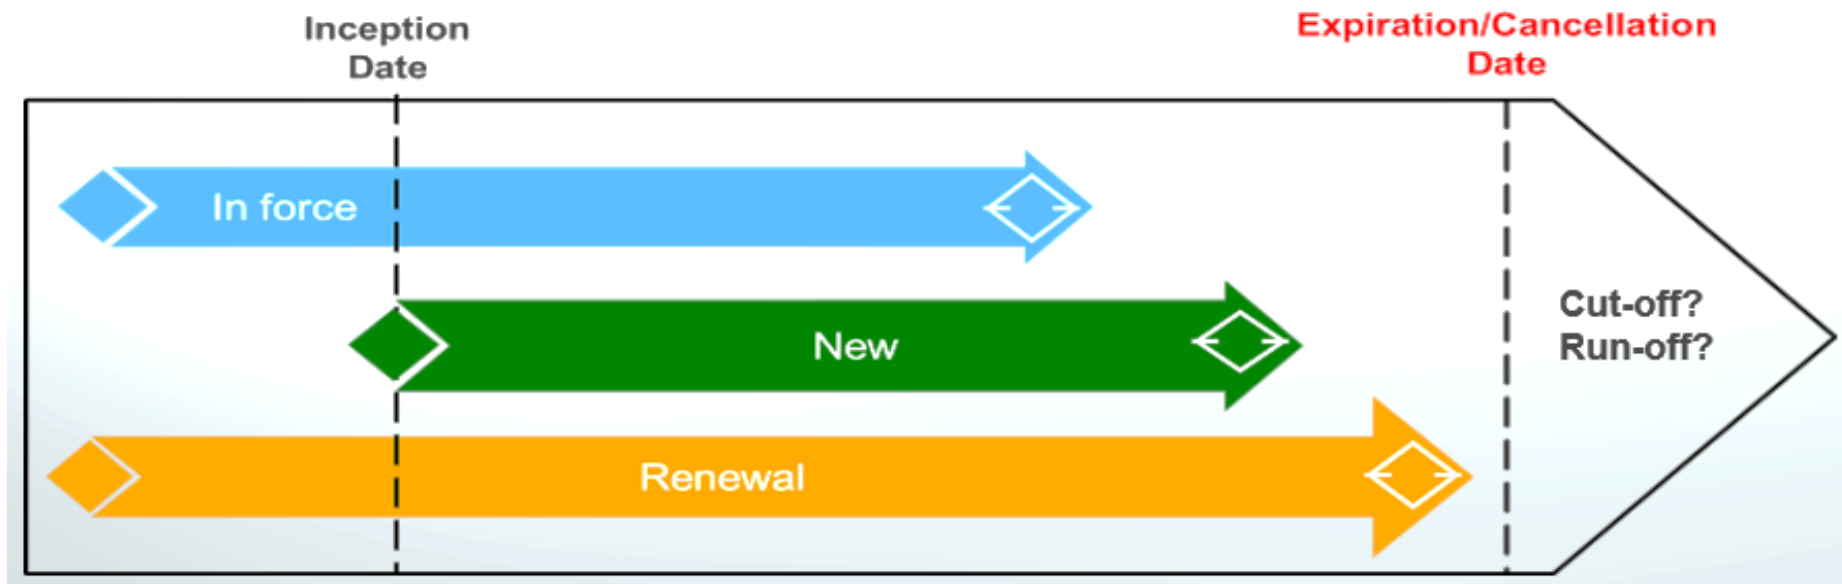 Inception
Date
Expiration/Cancellation
Date
In force
New
Renewal
Cut-off?
Run-off?